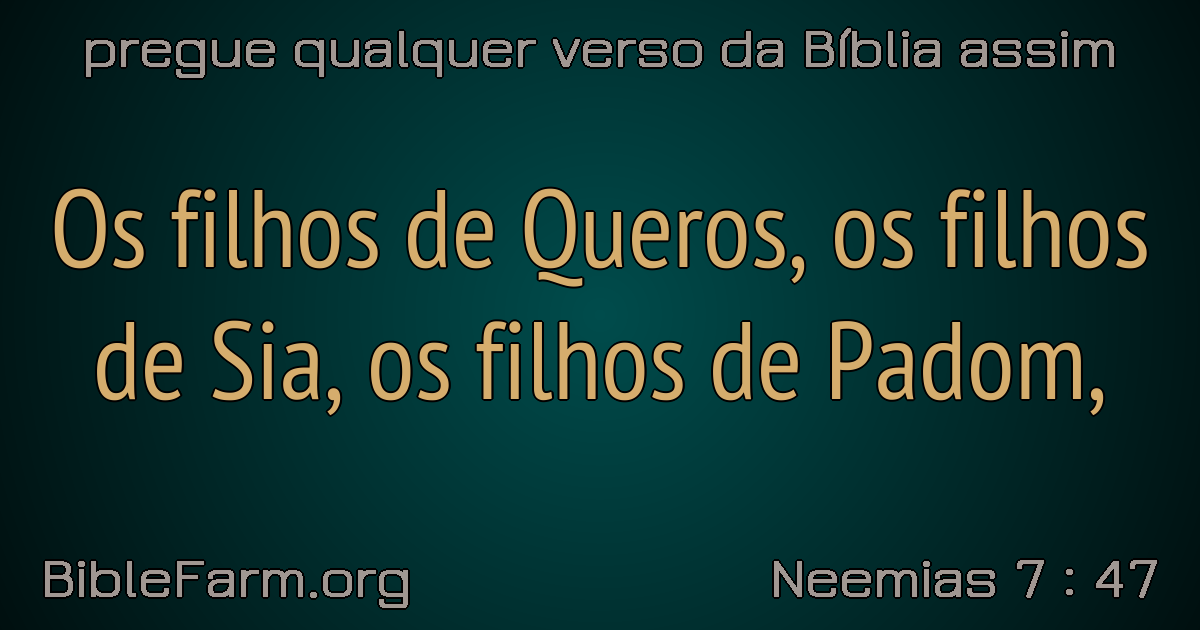 pregue qualquer verso da Bíblia assim
Os filhos de Queros, os filhos
de Sia, os filhos de Padom,
BibleFarm.org
Neemias 7 : 47